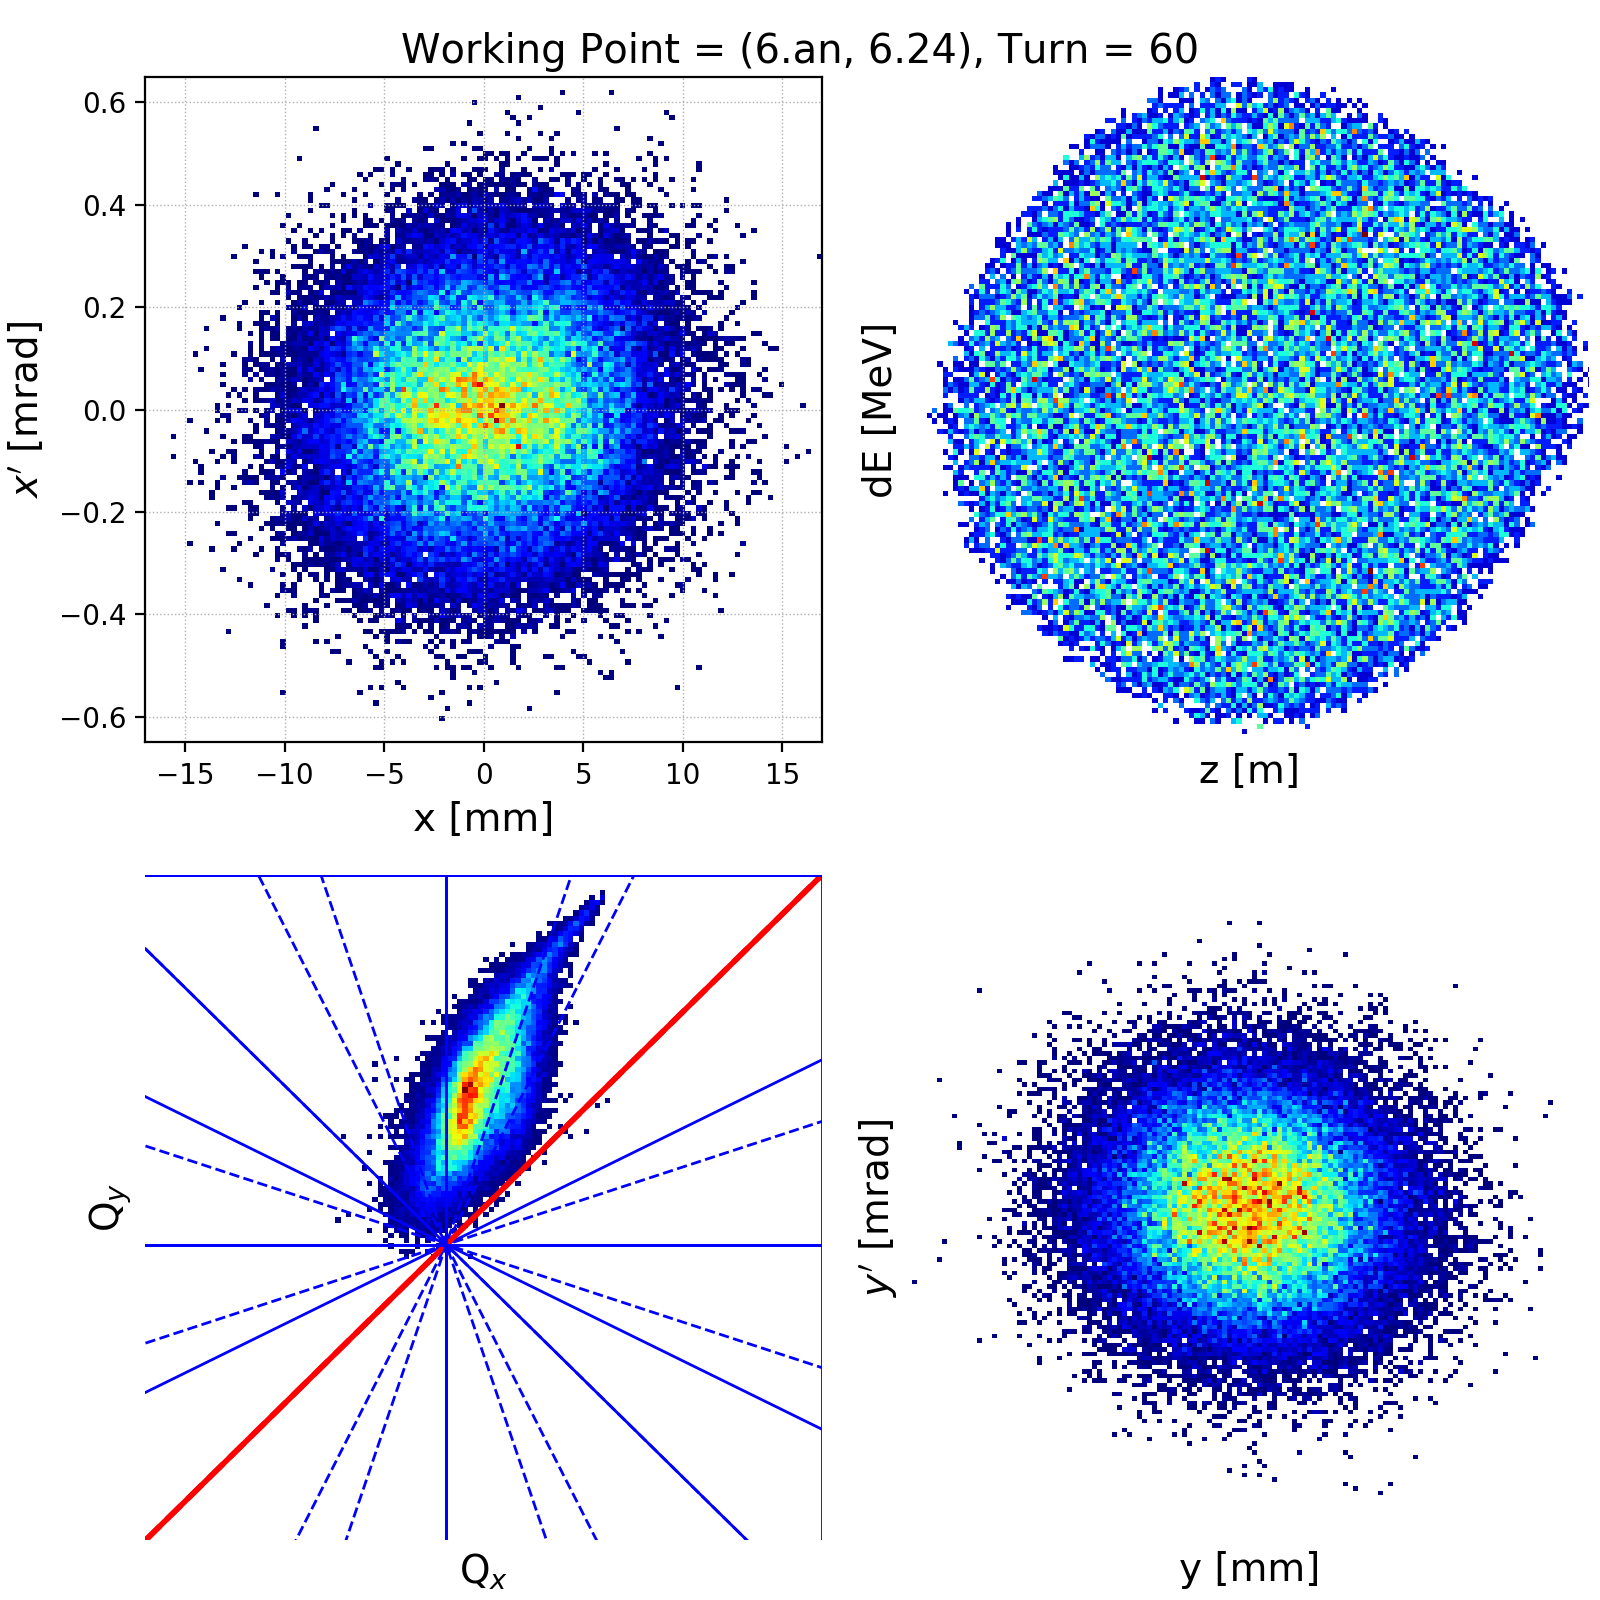 Working Point = (6.an, 6.24), Turn = 60
0.6
0.4
0.2
0.0
−0.2
−0.4
−0.6
x′ [mrad]
−15 −10 −5 0 5 10 15
x [mm]
dE [MeV]
z [m]
Qy
Qx
y′ [mrad]
y [mm]